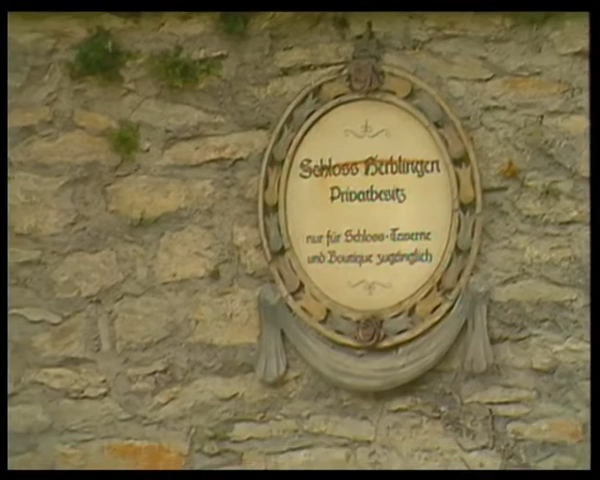 Schloss Herblingen
Privatbesitz
nur für Schloss-Taverne
und Boutique zugänglich